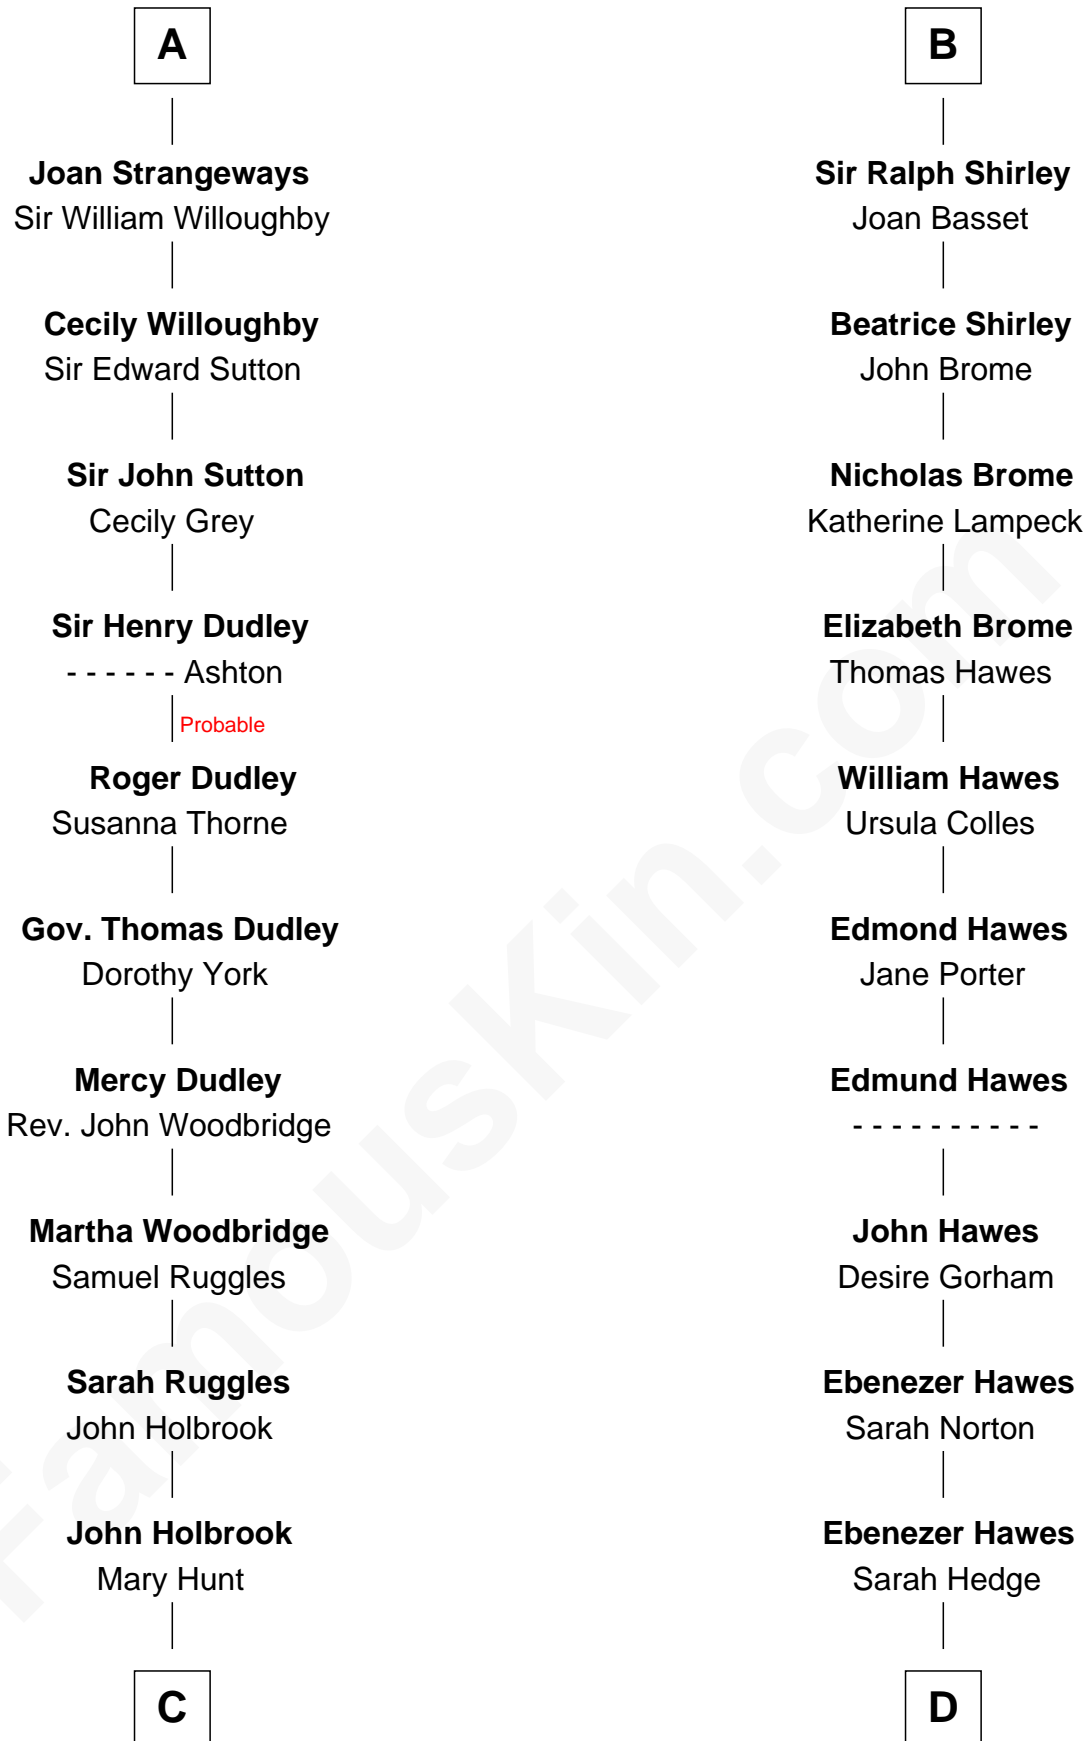 A
Joan Strangeways
Sir William Willoughby
Cecily Willoughby
Sir Edward Sutton
Sir John Sutton
Cecily Grey
Sir Henry Dudley
- - - - - - Ashton
Probable
Roger Dudley
Susanna Thorne
Gov. Thomas Dudley
Dorothy York
Mercy Dudley
Rev. John Woodbridge
Martha Woodbridge
Samuel Ruggles
Sarah Ruggles
John Holbrook
John Holbrook
Mary Hunt
C
B
Sir Ralph Shirley
Joan Basset
Beatrice Shirley
John Brome
Nicholas Brome
Katherine Lampeck
Elizabeth Brome
Thomas Hawes
William Hawes
Ursula Colles
Edmond Hawes
Jane Porter
Edmund Hawes
- - - - - - - - - -
John Hawes
Desire Gorham
Ebenezer Hawes
Sarah Norton
Ebenezer Hawes
Sarah Hedge
D
FamousKin.com